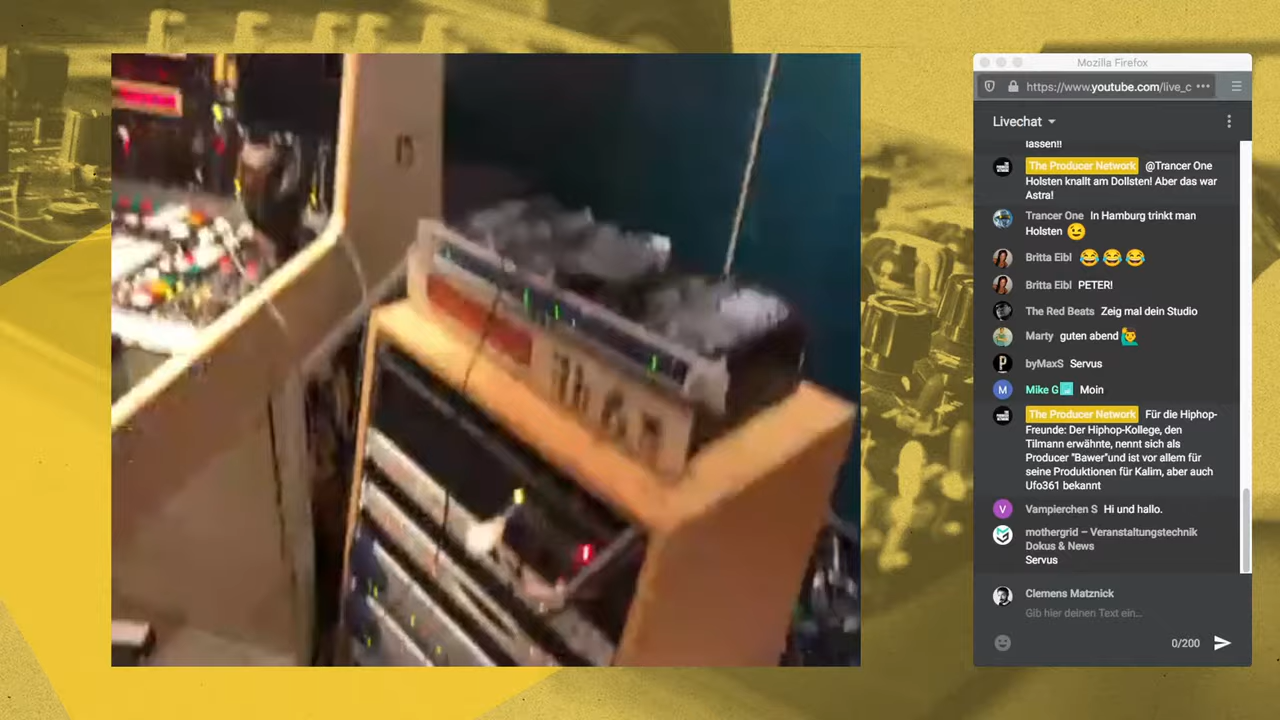 Mozilla Firefox
https://www.youtube.com/live_c
Livechat
lassen!!
The Producer Network @Trancer One
Holsten knallt am Dollsten! Aber das war
Astra!
Trancer One In Hamburg trinkt man
Holsten 😉
Britta Eibl 😂😂😂
Britta Eibl PETER!
The Red Beats Zeig mal dein Studio
Marty guten abend 🙋‍♂️
byMaxS Servus
M
Mike G Moin
The Producer Network Für die Hiphop-
Freunde: Der Hiphop-Kollege, den
Tilmann erwähnte, nennt sich als
Producer "Bawer"und ist vor allem für
seine Produktionen für Kalim, aber auch
Ufo361 bekannt
V
Vampierchen S Hi und hallo.
mothergrid – Veranstaltungstechnik
Dokus & News
Servus
Clemens Matznick
Gib hier deinen Text ein...
0/200